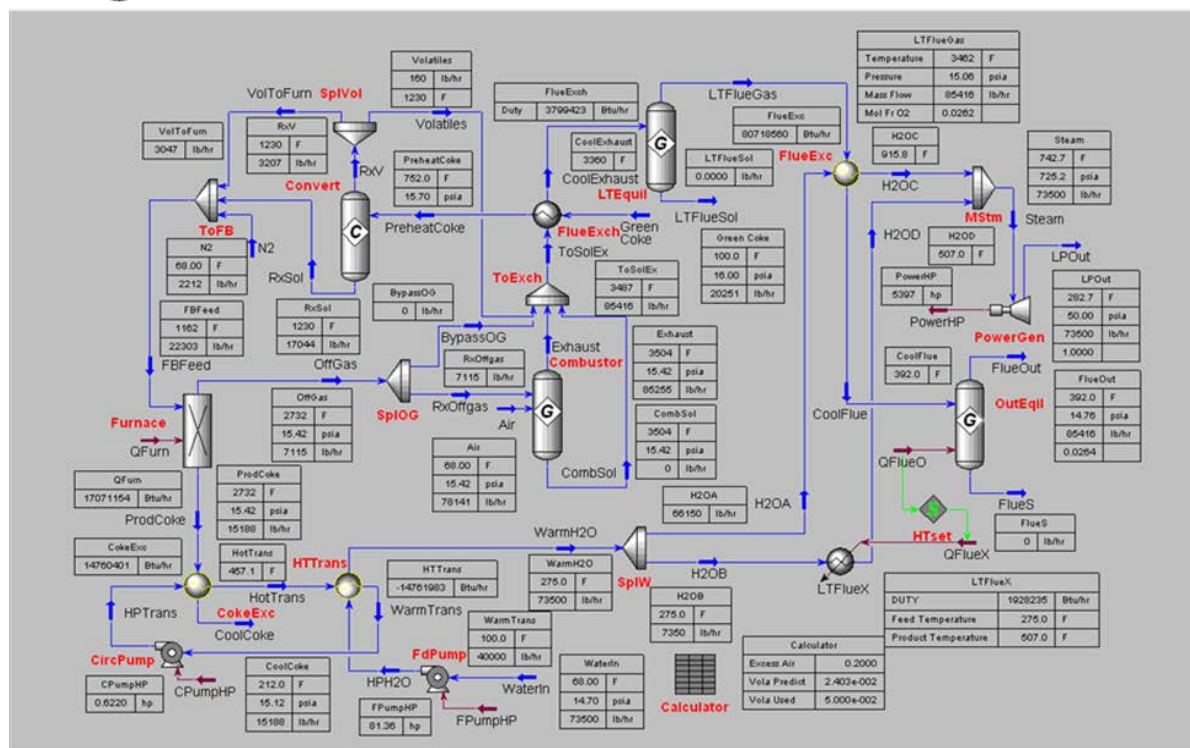 LTFlueGas
Temperature 3462 F
Pressure 15.06 psia
Mass Flow 85416 lb/hr
Mol Fr O2 0.0262
Volatiles
160 lb/hr
1230 F
VolToFurn
SplVol
Volatiles
VolToFurn
3047 lb/hr
RxV
1230 F
3207 lb/hr
RxV
Convert
C
PreheatCoke
752.0 F
15.70 psia
PreheatCoke
FlueExch
Duty 3799423 Btu/hr
CoolExhaust
3360 F
CoolExhaust
G
LTEquil
LTFlueGas
LTFlueSol
0.0000 lb/hr
LTFlueSol
FlueExc
80718560 Btu/hr
FlueExc
H2OC
915.8 F
H2OC
Steam
742.7 F
725.2 psia
73500 lb/hr
MStm
Steam
H2OD
H2OD
507.0 F
FlueExch
Green
Coke
ToSolEx
Green Coke
100.0 F
16.00 psia
20251 lb/hr
ToFB
N2
68.00 F
2212 lb/hr
N2
RxSol
RxSol
1230 F
17044 lb/hr
FBFeed
1162 F
22303 lb/hr
FBFeed
BypassOG
0 lb/hr
BypassOG
ToExch
ToSolEx
3487 F
85416 lb/hr
PowerHP
5397 hp
PowerHP
PowerGen
LPOut
LPOut
282.7 F
50.00 psia
73500 lb/hr
1.0000
OffGas
SplOG
RxOffgas
7115 lb/hr
RxOffgas
Exhaust
Combustor
G
Air
Exhaust
3504 F
15.42 psia
85255 lb/hr
CombSol
3504 F
15.42 psia
0 lb/hr
CombSol
Air
68.00 F
15.42 psia
78141 lb/hr
CoolFlue
392.0 F
CoolFlue
FlueOut
G
OutEqil
FlueOut
392.0 F
14.76 psia
85416 lb/hr
0.0264
Furnace
QFurn
OffGas
2732 F
15.42 psia
7115 lb/hr
QFurn
17071154 Btu/hr
ProdCoke
ProdCoke
2732 F
15.42 psia
15188 lb/hr
H2OA
66150 lb/hr
H2OA
QFlueO
S
HTset
QFlueX
FlueS
FlueS
0 lb/hr
CokeExc
14760401 Btu/hr
HotTrans
467.1 F
HTTrans
HotTrans
HPTrans
CokeExc
CoolCoke
HTTrans
-14761983 Btu/hr
WarmTrans
WarmH2O
SplW
WarmH2O
275.0 F
73500 lb/hr
H2OB
H2OB
275.0 F
7350 lb/hr
LTFlueX
LTFlueX
DUTY 1928235 Btu/hr
Feed Temperature 275.0 F
Product Temperature 507.0 F
WarmTrans
100.0 F
40000 lb/hr
CircPump
CPumpHP
CPumpHP
0.6220 hp
CoolCoke
212.0 F
15.12 psia
15188 lb/hr
FdPump
HPH2O
WaterIn
FPumpHP
FPumpHP
81.36 hp
WaterIn
68.00 F
14.70 psia
73500 lb/hr
Calculator
Calculator
Excess Air 0.2000
Vola Predict 2.403e-002
Vola Used 5.000e-002